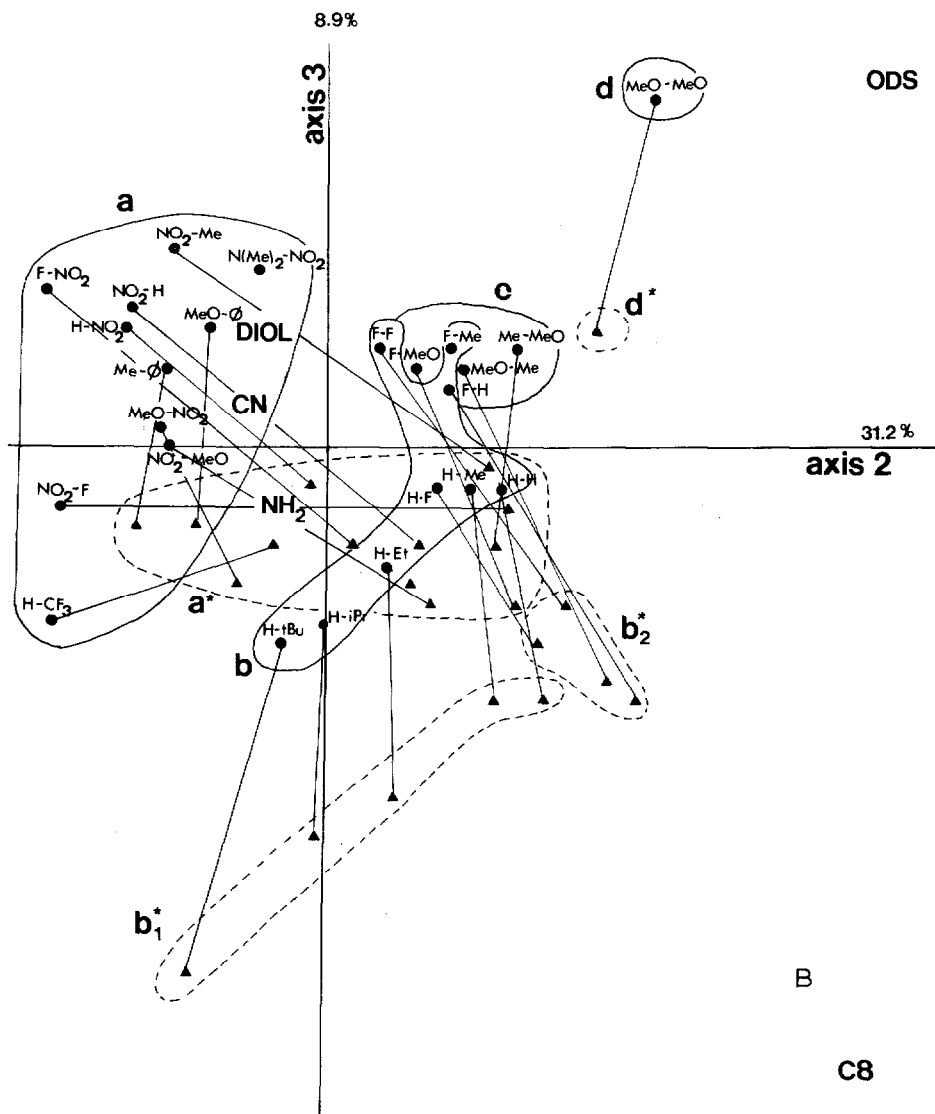 8.9%
axis 3
d
MeO-MeO
ODS
a
NO2-Me
N(Me)2-NO2
F-NO2
NO2-H
MeO-Ø
c
d*
H-NO2
DIOL
F-F
F-Me
Me-MeO
F-MeO
Me-Ø
MeO-Me
F-H
CN
MeO-NO2
31.2%
NO2-MeO
axis 2
NO2-F
NH2
H-F
H-Me
H-H
H-Et
a*
H-CF3
H-tBu
H-iPr
b
b2*
b1*
B
C8